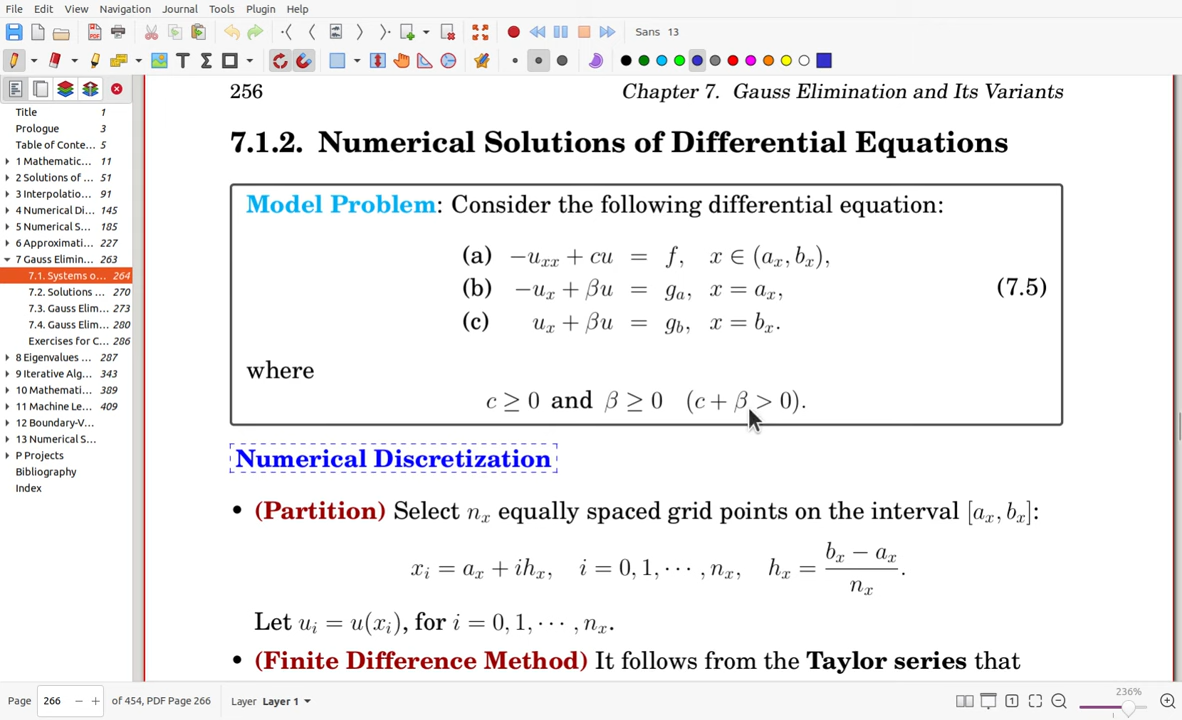 File Edit View Navigation Journal Tools Plugin Help
Sans 13
Title 1
Prologue 3
Table of Conte... 5
1 Mathematic... 11
2 Solutions of ... 51
3 Interpolatio... 91
4 Numerical Di... 145
5 Numerical S... 185
6 Approximati... 227
7 Gauss Elimin... 263
7.1. Systems o... 264
7.2. Solutions ... 270
7.3. Gauss Elim... 273
7.4. Gauss Elim... 280
Exercises for C... 286
8 Eigenvalues ... 287
9 Iterative Alg... 343
10 Mathemati... 389
11 Machine Le... 409
12 Boundary-V...
13 Numerical S...
P Projects
Bibliography
Index
256 Chapter 7. Gauss Elimination and Its Variants
7.1.2. Numerical Solutions of Differential Equations
Model Problem: Consider the following differential equation:
(a) −u_xx + cu = f, x ∈ (a_x, b_x),
(b) −u_x + βu = g_a, x = a_x, (7.5)
(c) u_x + βu = g_b, x = b_x.
where
c ≥ 0 and β ≥ 0 (c + β > 0).
Numerical Discretization
• (Partition) Select n_x equally spaced grid points on the interval [a_x, b_x]:
x_i = a_x + ih_x, i = 0, 1, ⋯, n_x, h_x = (b_x − a_x)/n_x.
Let u_i = u(x_i), for i = 0, 1, ⋯, n_x.
• (Finite Difference Method) It follows from the Taylor series that
Page 266 − + of 454, PDF Page 266 Layer Layer 1 236%